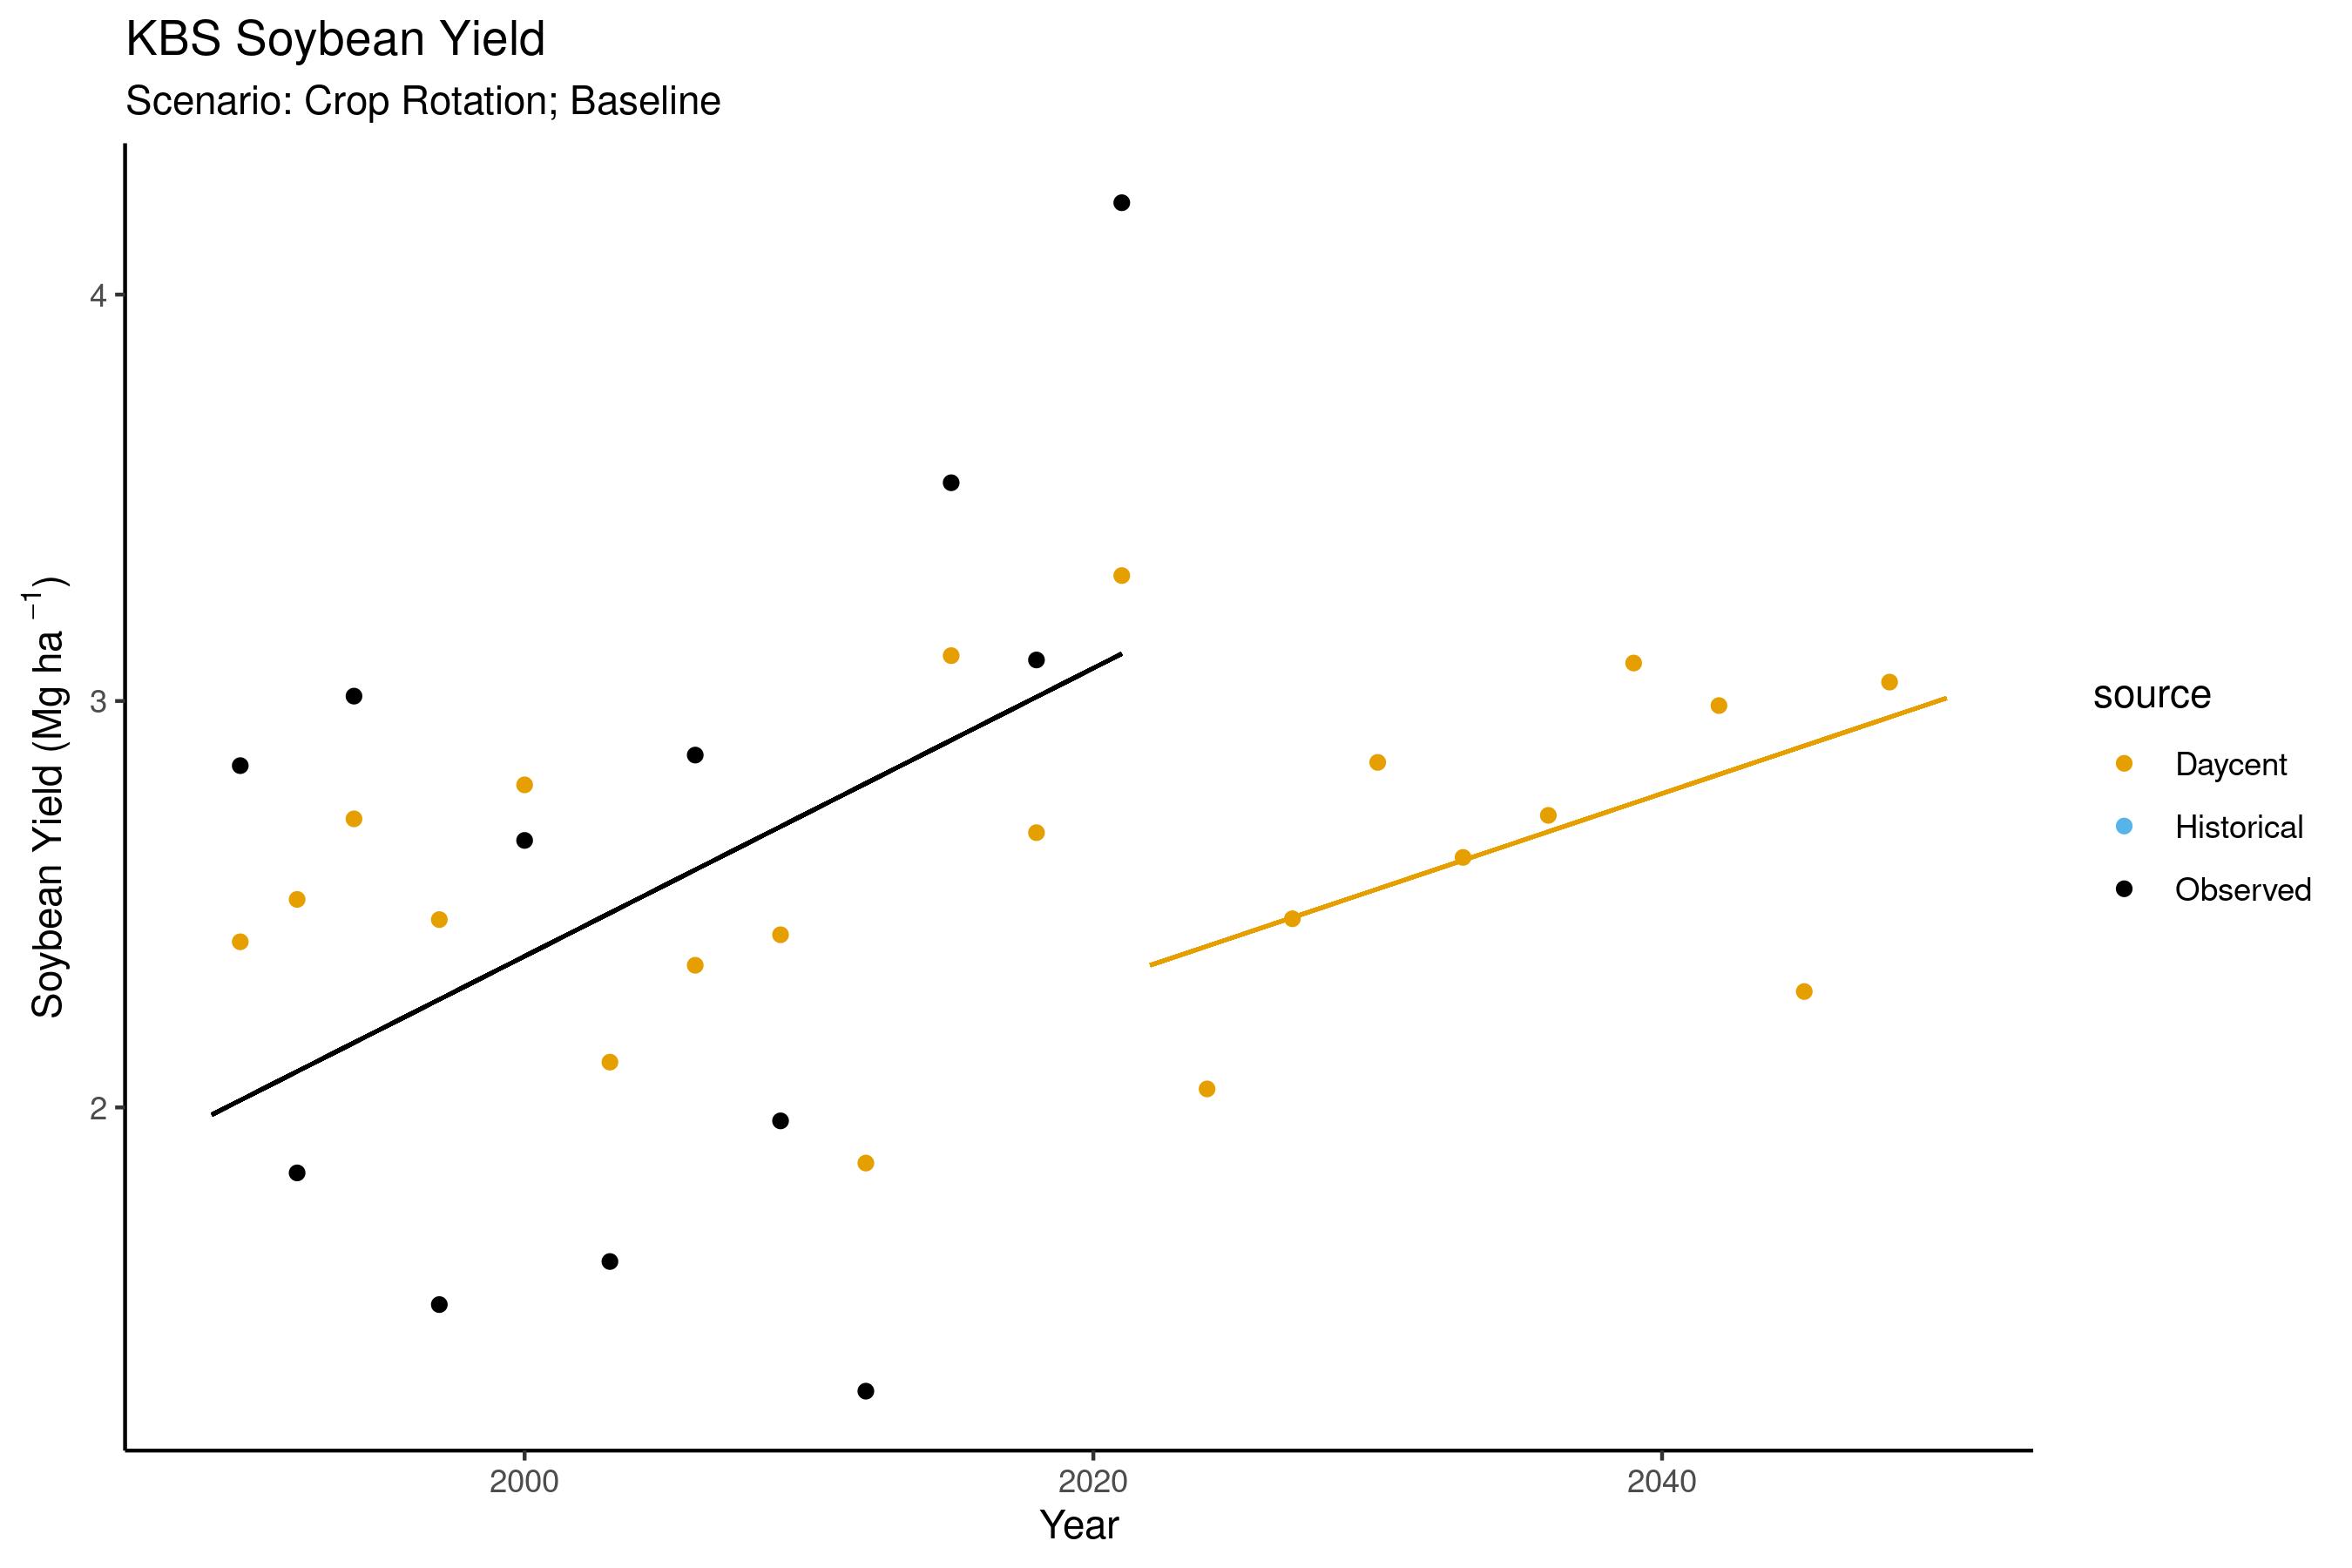 KBS Soybean Yield
Scenario: Crop Rotation; Baseline
Soybean Yield (Mg ha ⁻¹)
4
3
2
2000
2020
2040
Year
source
Daycent
Historical
Observed